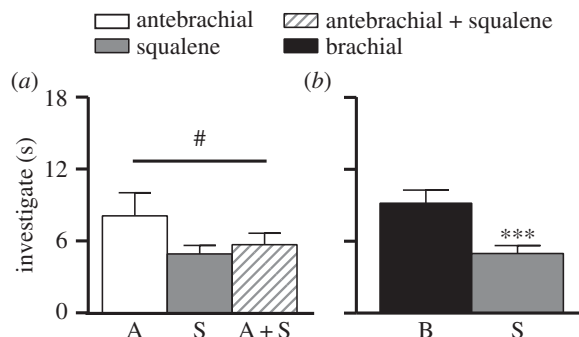 antebrachial
antebrachial + squalene
squalene
brachial
(a)
(b)
investigate (s)
18
12
6
0
#
***
A
S
A + S
B
S